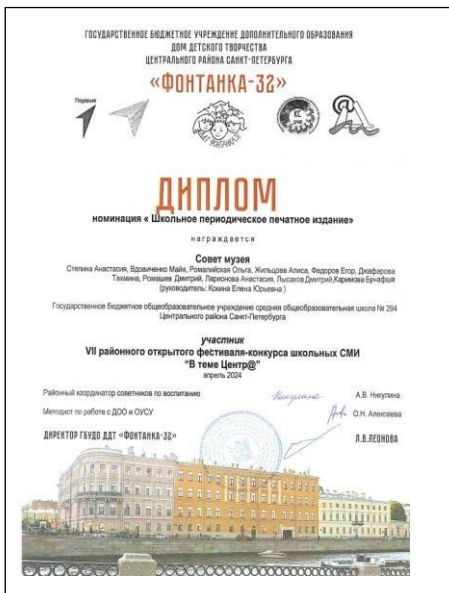 ГОСУДАРСТВЕННОЕ БЮДЖЕТНОЕ УЧРЕЖДЕНИЕ ДОПОЛНИТЕЛЬНОГО ОБРАЗОВАНИЯ
ДОМ ДЕТСКОГО ТВОРЧЕСТВА
ЦЕНТРАЛЬНОГО РАЙОНА САНКТ-ПЕТЕРБУРГА
«ФОНТАНКА-32»
Первые
ДИПЛОМ
номинация « Школьное периодическое печатное издание»
награждается
Совет музея
Степина Анастасия, Вдовиченко Майя, Ромалийская Ольга, Жильцова Алиса, Федоров Егор, Джафарова
Тахмина, Ромашев Дмитрий, Ларионова Анастасия, Лысаков Дмитрий,Каримова Бунафша
(руководитель: Кокина Елена Юрьевна )
Государственное бюджетное общеобразовательное учреждение средняя общеобразовательная школа № 294
Центрального района Санкт-Петербурга
участник
VII районного открытого фестиваля-конкурса школьных СМИ
"В теме Центр@"
апрель 2024
Районный координатор советников по воспитанию А.В. Никулина
Методист по работе с ДОО и ОУСУ О.Н. Алексеева
ДИРЕКТОР ГБУДО ДДТ «ФОНТАНКА-32» Л.В.ЛЕОНОВА